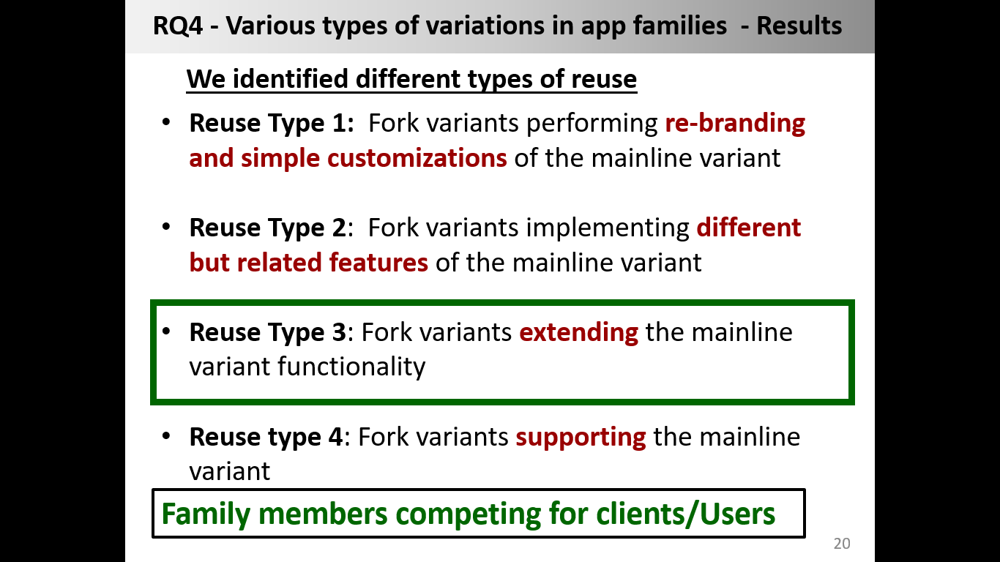 RQ4 - Various types of variations in app families  - Results
We identified different types of reuse
• Reuse Type 1:  Fork variants performing re-branding
and simple customizations of the mainline variant
• Reuse Type 2:  Fork variants implementing different
but related features of the mainline variant
• Reuse Type 3: Fork variants extending the mainline
variant functionality
• Reuse type 4: Fork variants supporting the mainline
variant
Family members competing for clients/Users
20